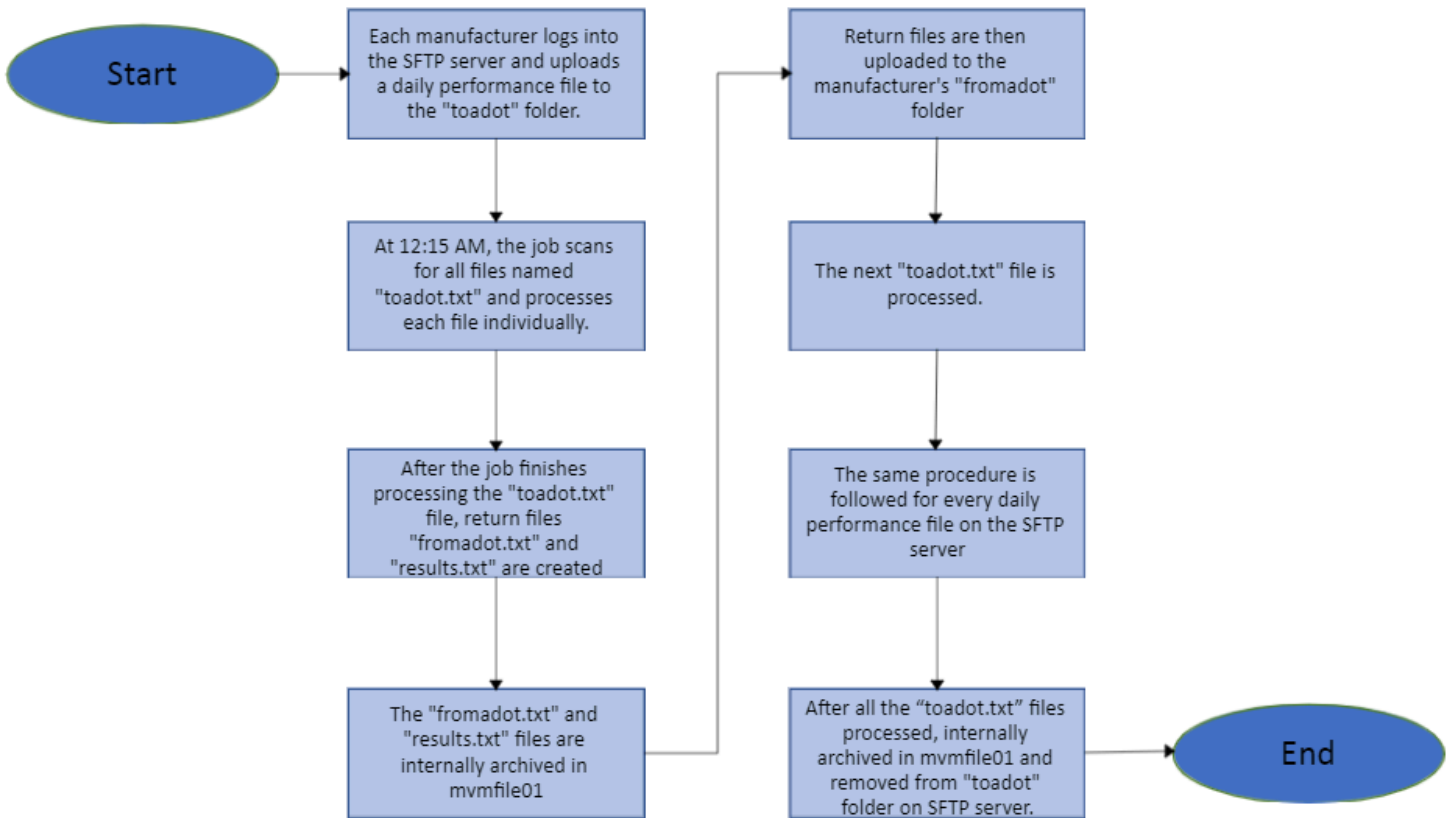 Start
Each manufacturer logs into
the SFTP server and uploads
a daily performance file to
the "toadot" folder.
At 12:15 AM, the job scans
for all files named
"toadot.txt" and processes
each file individually.
After the job finishes
processing the "toadot.txt"
file, return files
"fromadot.txt" and
"results.txt" are created
The "fromadot.txt" and
"results.txt" files are
internally archived in
mvmfile01
Return files are then
uploaded to the
manufacturer's "fromadot"
folder
The next "toadot.txt" file is
processed.
The same procedure is
followed for every daily
performance file on the SFTP
server
After all the “toadot.txt” files
processed, internally
archived in mvmfile01 and
removed from "toadot"
folder on SFTP server.
End